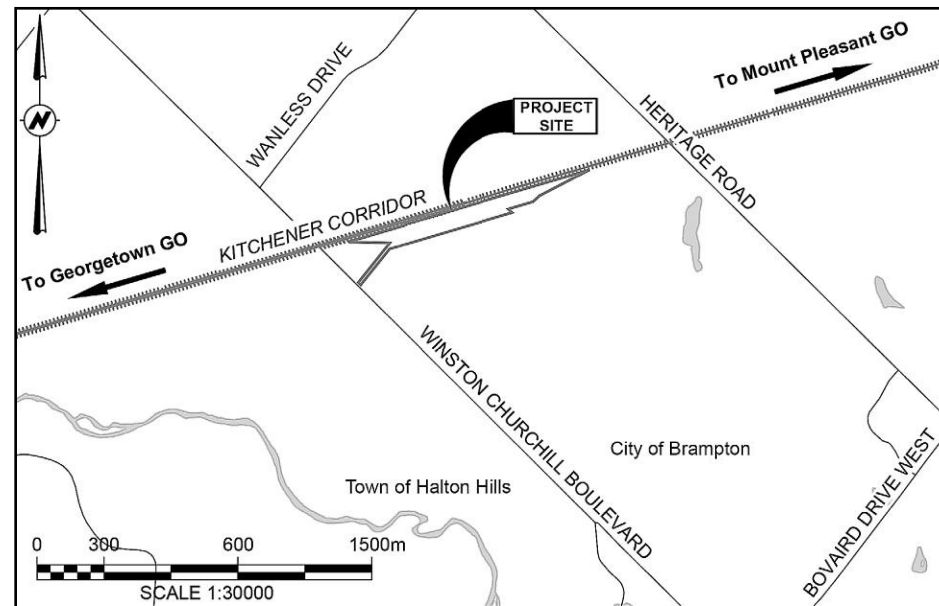 To Mount Pleasant GO
WANLESS DRIVE
PROJECT
SITE
HERITAGE ROAD
KITCHENER CORRIDOR
To Georgetown GO
N
WINSTON CHURCHILL BOULEVARD
City of Brampton
Town of Halton Hills
BOVAIRD DRIVE WEST
0 300 600 1500m
SCALE 1:30000